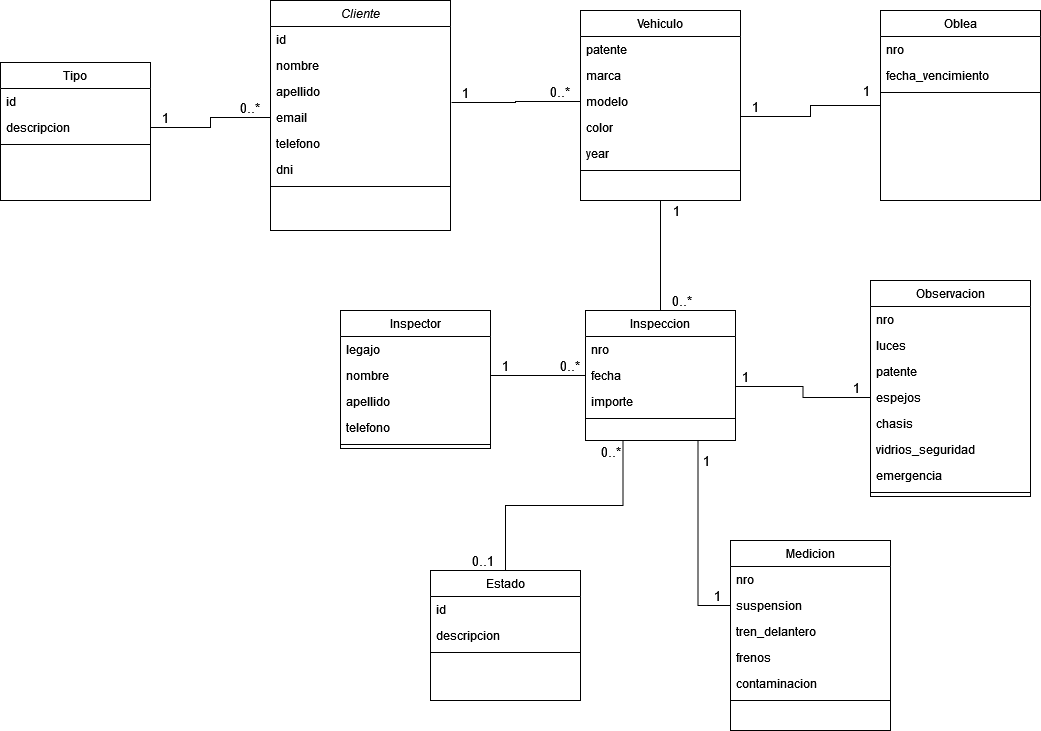 Cliente
id
nombre
apellido
email
telefono
dni
Vehiculo
patente
marca
modelo
color
year
Oblea
nro
fecha_vencimiento
Tipo
id
descripcion
1
0..*
1
0..*
1
1
1
0..*
Inspector
legajo
nombre
apellido
telefono
1
0..*
Inspeccion
nro
fecha
importe
1
1
Observacion
nro
luces
patente
espejos
chasis
vidrios_seguridad
emergencia
0..*
0..1
1
1
Estado
id
descripcion
Medicion
nro
suspension
tren_delantero
frenos
contaminacion